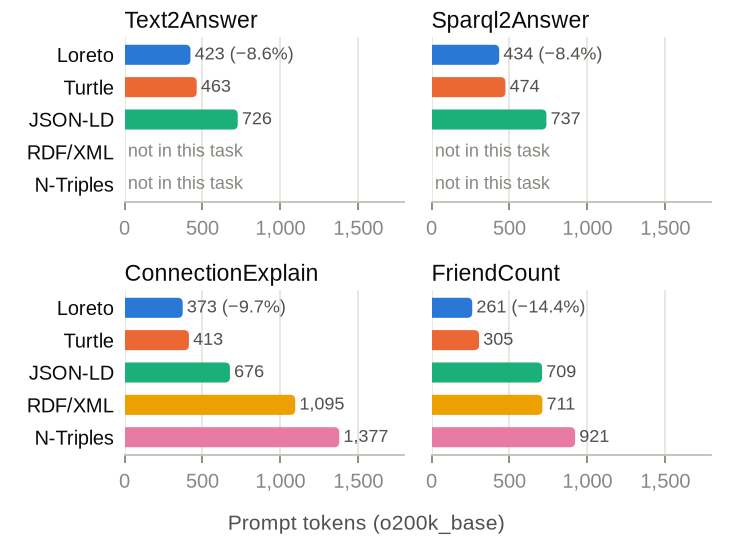 Text2Answer
Sparql2Answer
Loreto 423 (−8.6%) 434 (−8.4%)
Turtle 463 474
JSON-LD 726 737
RDF/XML not in this task not in this task
N-Triples not in this task not in this task
0 500 1,000 1,500 0 500 1,000 1,500
ConnectionExplain
FriendCount
Loreto 373 (−9.7%) 261 (−14.4%)
Turtle 413 305
JSON-LD 676 709
RDF/XML 1,095 711
N-Triples 1,377 921
0 500 1,000 1,500 0 500 1,000 1,500
Prompt tokens (o200k_base)